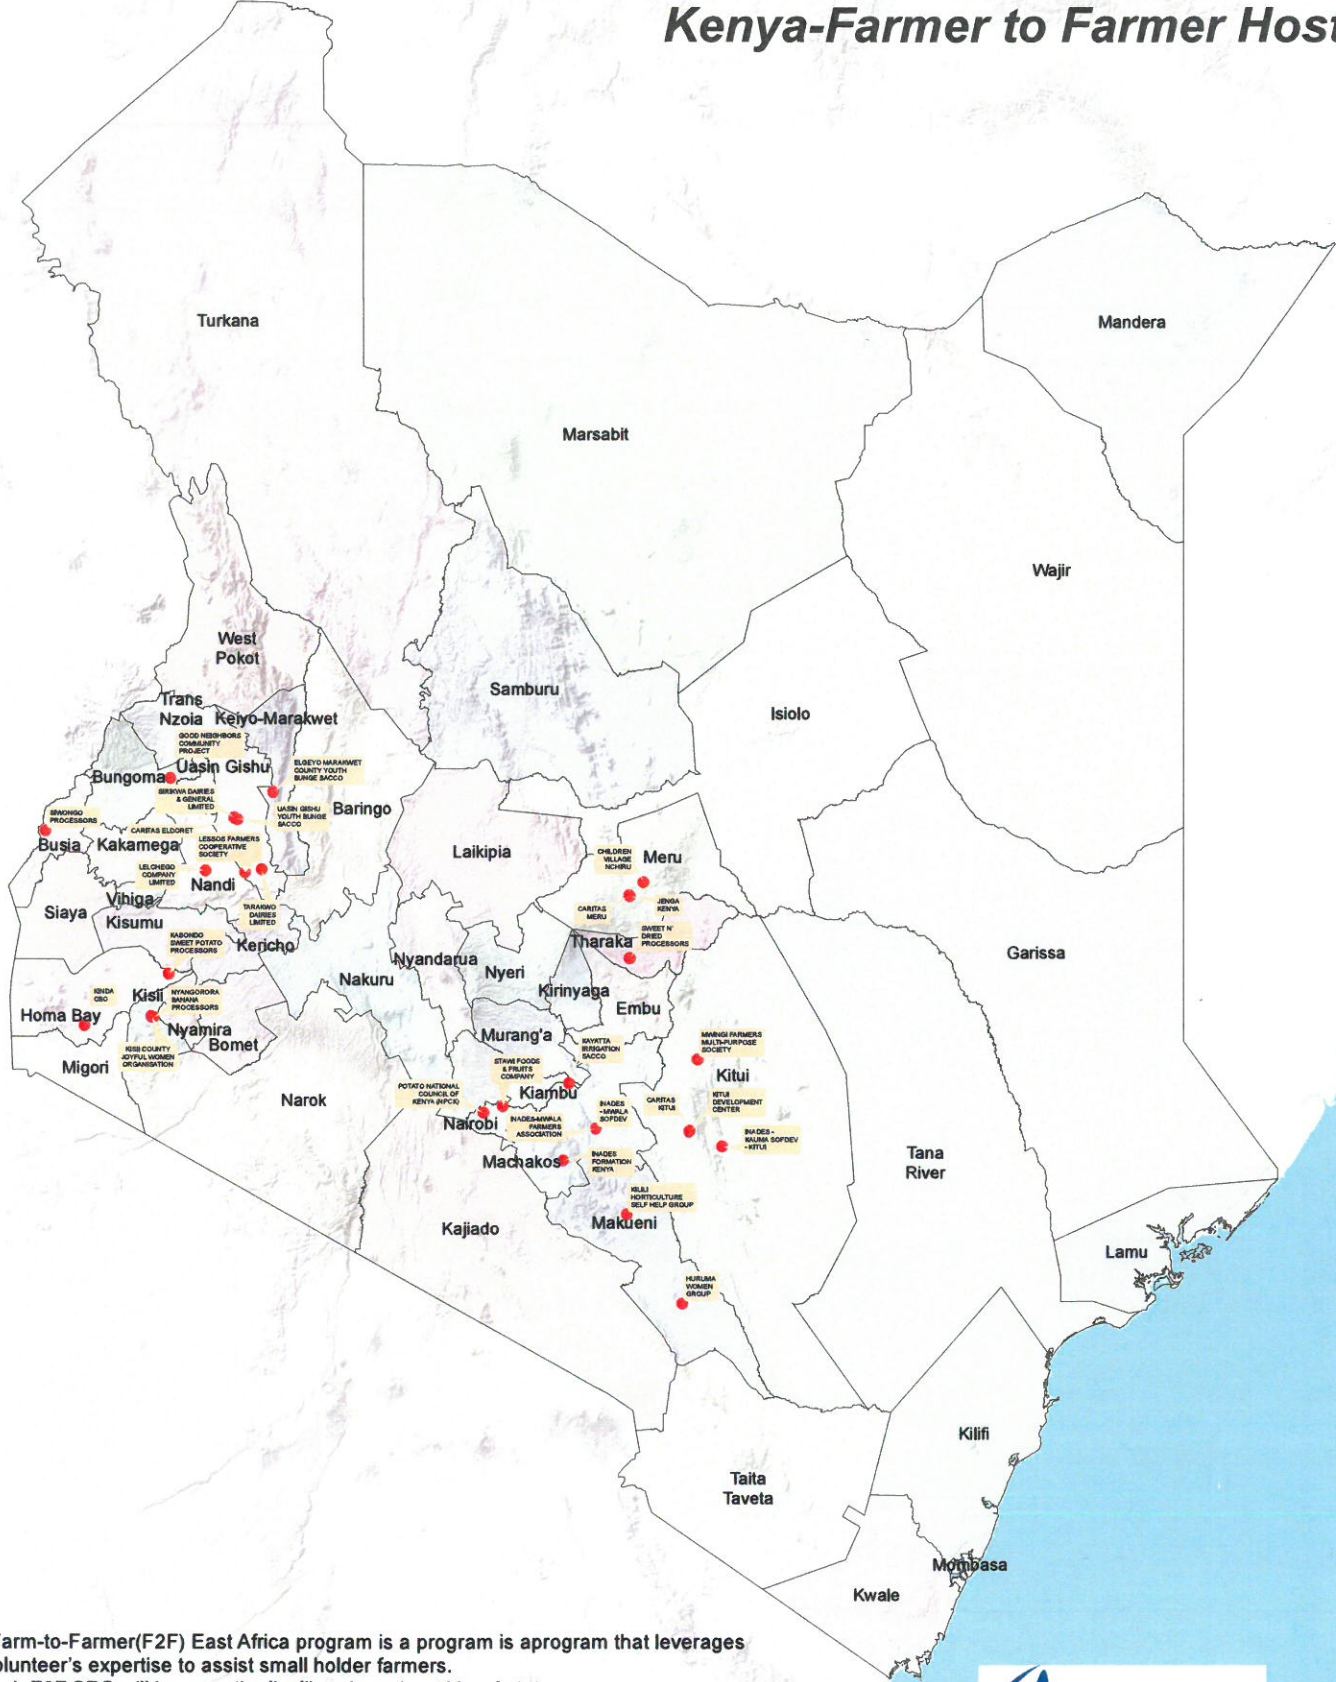 Kenya-Farmer to Farmer Host
Turkana
Mandera
Marsabit
Wajir
West
Pokot
Samburu
Trans
Nzoia
Keiyo-Marakwet
Isiolo
GOOD NEIGHBORS
COMMUNITY
PROJECT
Uasin Gishu
ELGEYO MARAKWET
COUNTY YOUTH
BUNGE SACCO
Bungoma
SIRIKWA DAIRIES
& GENERAL
LIMITED
UASIN GISHU
YOUTH BUNGE
SACCO
Baringo
SIWONGO
PROCESSORS
Busia
CARITAS ELDORET
Kakamega
LESSOS FARMERS
COOPERATIVE
SOCIETY
Laikipia
CHILDREN
VILLAGE
NCHIRU
Meru
LELCHEGO
COMPANY
LIMITED
Nandi
Vihiga
Siaya
Kisumu
TARAKWO
DAIRIES
LIMITED
CARITAS
MERU
JENGA
KENYA
SWEET N'
DRIED
PROCESSORS
Tharaka
KABONDO
SWEET POTATO
PROCESSORS
Kericho
Nakuru
Nyandarua
Nyeri
Kirinyaga
Embu
Garissa
KINDA
CBO
Homa Bay
Kisii
NYANGORORA
BANANA
PROCESSORS
Nyamira
Bomet
KISII COUNTY
JOYFUL WOMEN
ORGANISATION
Migori
Murang'a
KAYATTA
IRRIGATION
SACCO
MWINGI FARMERS
MULTI-PURPOSE
SOCIETY
Kitui
Narok
STAWI FOODS
& FRUITS
COMPANY
POTATO NATIONAL
COUNCIL OF
KENYA (NPCK)
Kiambu
Nairobi
INADES-MWALA
FARMERS
ASSOCIATION
INADES
-MWALA
SOFDEV
CARITAS
KITUI
KITUI
DEVELOPMENT
CENTER
INADES -
KAUMA SOFDEV
- KITUI
Machakos
INADES
FORMATION
KENYA
Tana
River
KILILI
HORTICULTURE
SELF HELP GROUP
Makueni
Kajiado
Lamu
HURUMA
WOMEN
GROUP
Kilifi
Taita
Taveta
Mombasa
Kwale
arm-to-Farmer(F2F) East Africa program is a program is aprogram that leverages
olunteer's expertise to assist small holder farmers.